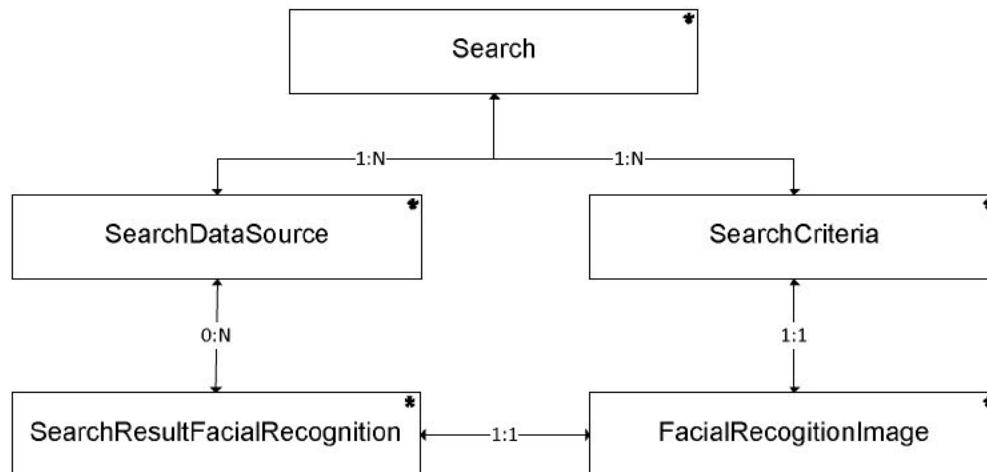 Search
1:N
1:N
SearchDataSource
SearchCriteria
0:N
1:1
SearchResultFacialRecognition
1:1
FacialRecogitionImage